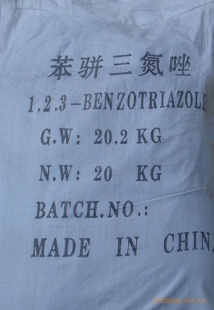 苯骈三氮唑
1,2,3-BENZOTRIAZOLE
G.W: 20.2 KG
N.W: 20 KG
BATCH.NO.:
MADE IN CHINA